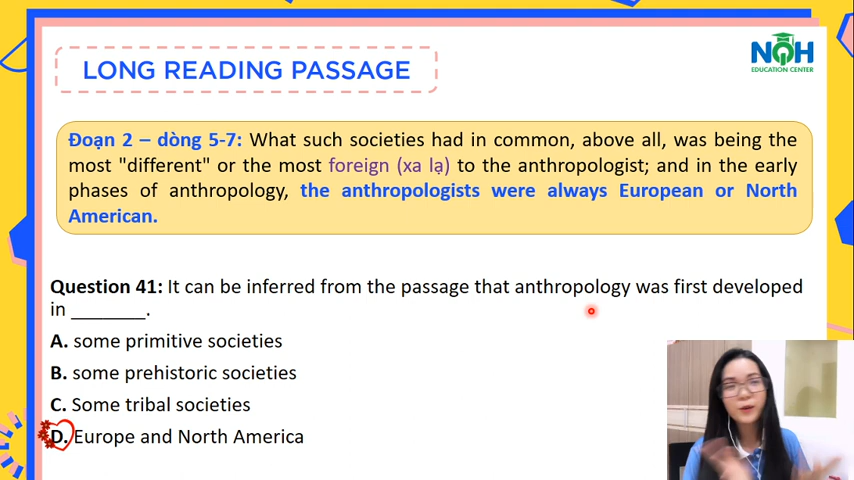 LONG READING PASSAGE
NQH
EDUCATION CENTER
Đoạn 2 – dòng 5-7: What such societies had in common, above all, was being the
most "different" or the most foreign (xa lạ) to the anthropologist; and in the early
phases of anthropology, the anthropologists were always European or North
American.
Question 41: It can be inferred from the passage that anthropology was first developed
in _______.
A. some primitive societies
B. some prehistoric societies
C. Some tribal societies
D. Europe and North America